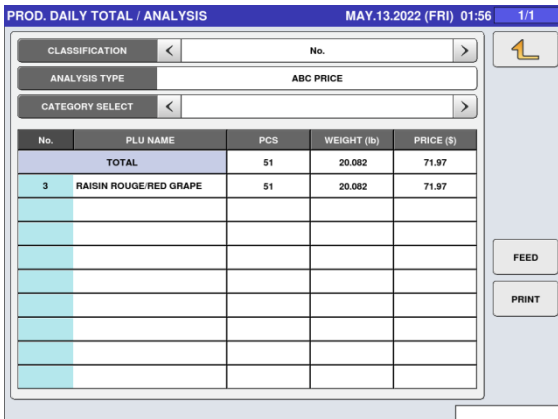 PROD. DAILY TOTAL / ANALYSIS MAY.13.2022 (FRI) 01:56 1/1
CLASSIFICATION < No. >
ANALYSIS TYPE ABC PRICE
CATEGORY SELECT < >
No. PLU NAME PCS WEIGHT (lb) PRICE ($)
TOTAL 51 20.082 71.97
3 RAISIN ROUGE/RED GRAPE 51 20.082 71.97
FEED
PRINT